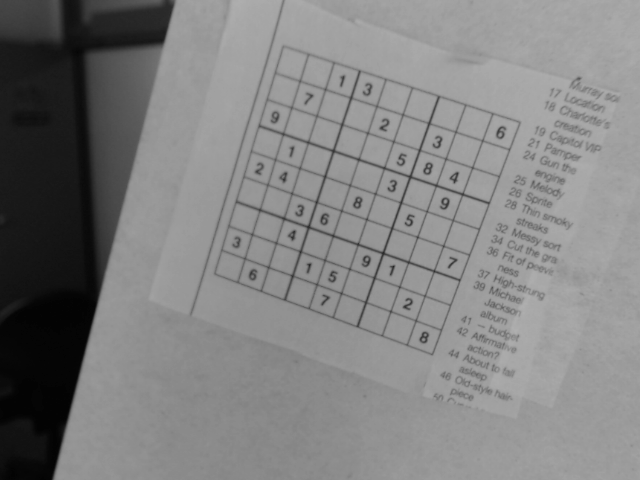 1 3 6
7 2 3
9 5 8 4
1 3 9
2 4 8 5
3 6 7
4 9 1
3 1 5 2
6 7 8
Murray
17 Location
18 Charlotte's
creation
19 Capitol VIP
21 Pamper
24 Gun the
engine
25 Melody
26 Sprite
28 Thin smoky
streaks
32 Messy sort
34 Cut the gra
36 Fit of peevi
ness
37 High-strung
39 Michael
Jackson
album
41 — budget
42 Affirmative
action?
44 About to fall
asleep
46 Old-style hair-
piece
50